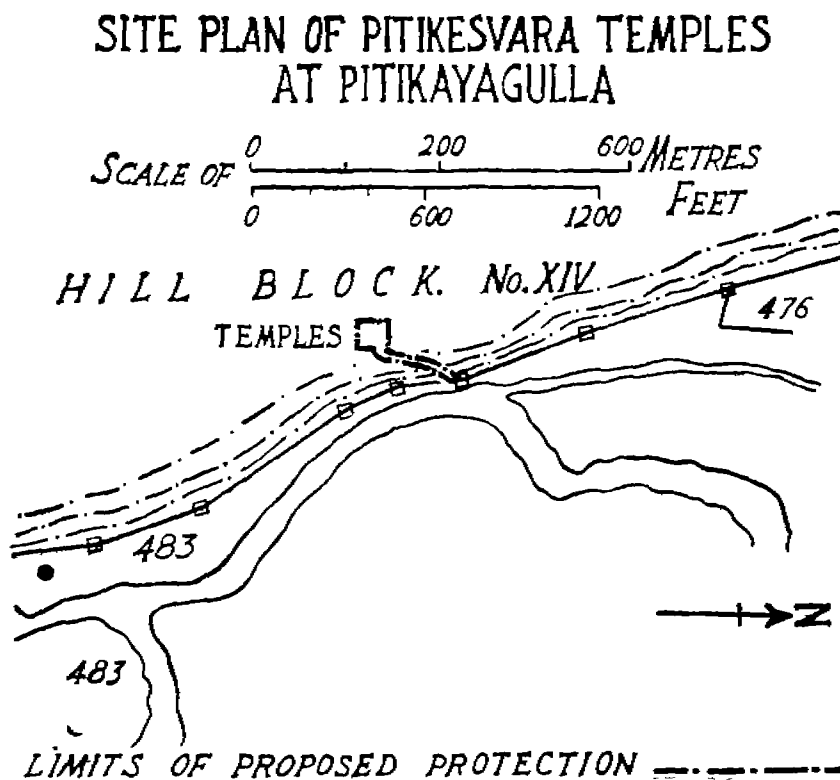 SITE PLAN OF PITIKESVARA TEMPLES
AT PITIKAYAGULLA
0 200 600 METRES
SCALE OF
0 600 1200 FEET
HILL BLOCK. No. XIV
476
TEMPLES
483
N
483
LIMITS OF PROPOSED PROTECTION